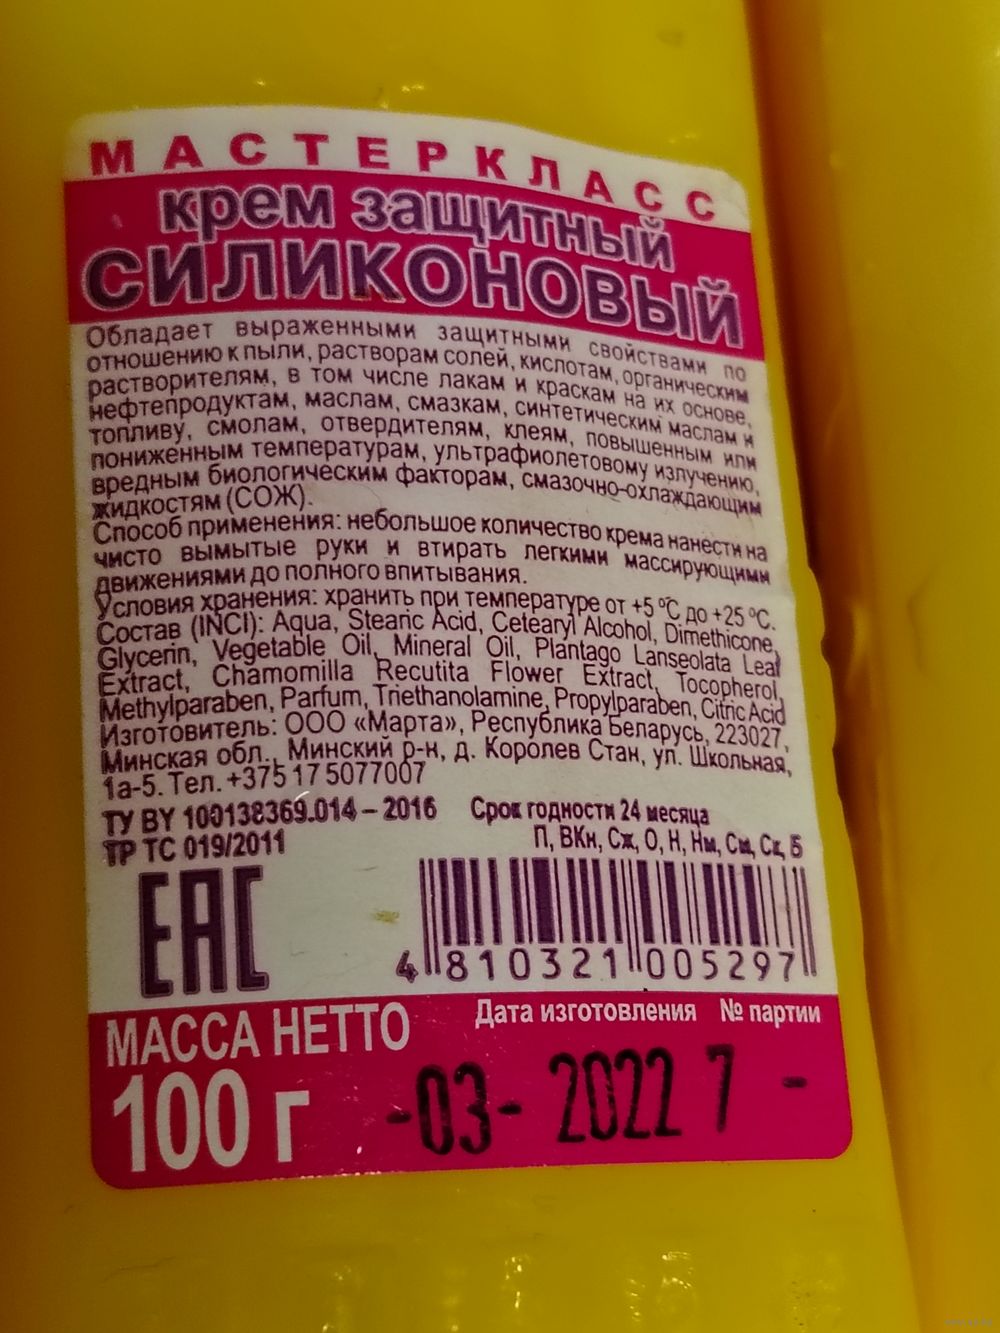 МАСТЕРКЛАСС
крем защитный
СИЛИКОНОВЫЙ
Обладает выраженными защитными свойствами по
отношению к пыли, растворам солей, кислотам, органическим
растворителям, в том числе лакам и краскам на их основе,
нефтепродуктам, маслам, смазкам, синтетическим маслам и
топливу, смолам, отвердителям, клеям, повышенным или
пониженным температурам, ультрафиолетовому излучению,
вредным биологическим факторам, смазочно-охлаждающим
жидкостям (СОЖ).
Способ применения: небольшое количество крема нанести на
чисто вымытые руки и втирать легкими массирующими
движениями до полного впитывания.
Условия хранения: хранить при температуре от +5 ºC до +25 ºC.
Состав (INCI): Aqua, Stearic Acid, Cetearyl Alcohol, Dimethicone,
Glycerin, Vegetable Oil, Mineral Oil, Plantago Lanseolata Leaf
Extract, Chamomilla Recutita Flower Extract, Tocopherol,
Methylparaben, Parfum, Triethanolamine, Propylparaben, Citric Acid
Изготовитель: ООО «Марта», Республика Беларусь, 223027,
Минская обл., Минский р-н, д. Королев Стан, ул. Школьная,
1а-5. Тел. +375 17 5077007
ТУ BY 100138369.014 – 2016 Срок годности 24 месяца
ТР ТС 019/2011 П, ВКн, Сж, О, Н, Нм, См, Ск, Б
ЕАС
4 810321 005297
МАССА НЕТТО Дата изготовления № партии
100 г -03- 2022 7 -